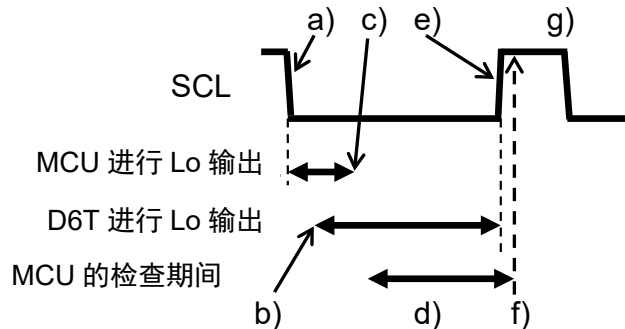 a) c) e) g)
SCL
MCU 进行 Lo 输出
D6T 进行 Lo 输出
MCU 的检查期间
b) d) f)